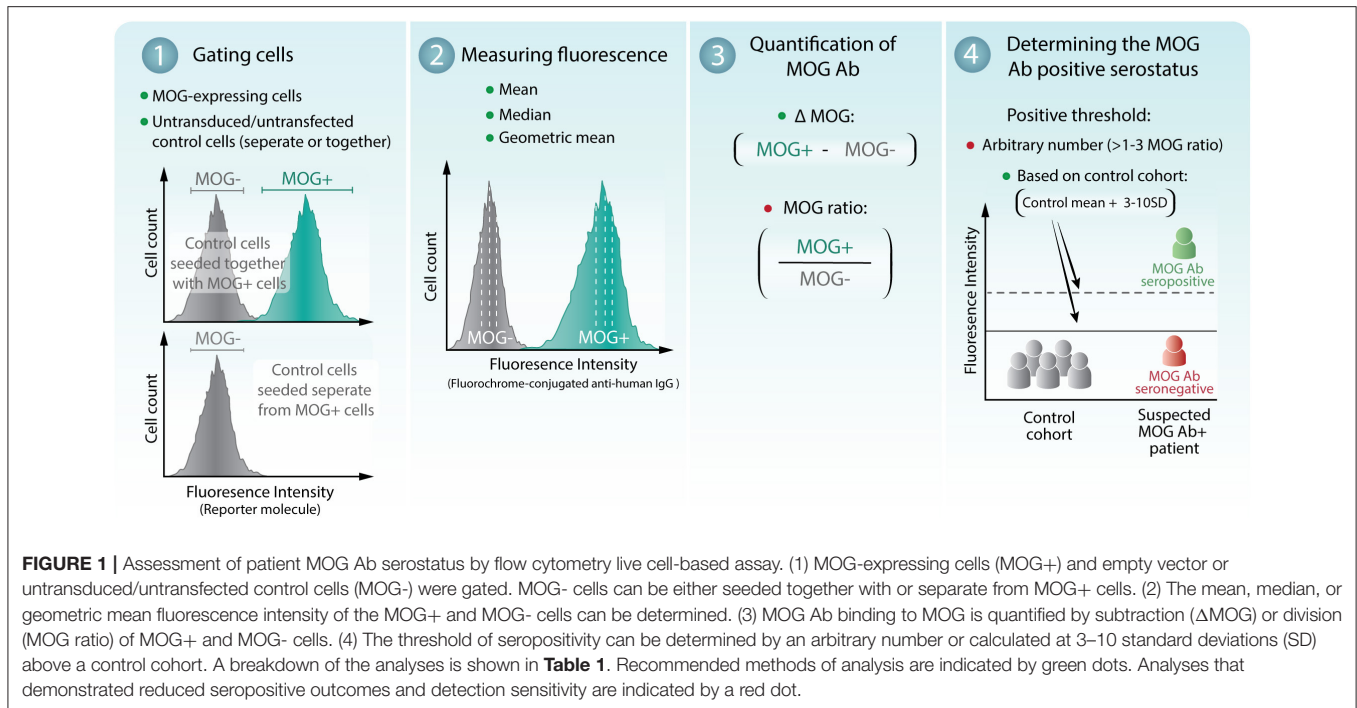 1
Gating cells
MOG-expressing cells
Untransduced/untransfected
control cells (seperate or together)
MOG-
MOG+
Cell count
Control cells
seeded together
with MOG+ cells
MOG-
Cell count
Control cells
seeded seperate
from MOG+ cells
Fluoresence Intensity
(Reporter molecule)
2
Measuring fluorescence
Mean
Median
Geometric mean
Cell count
MOG-
MOG+
Fluoresence Intensity
(Fluorochrome-conjugated anti-human IgG )
3
Quantification of
MOG Ab
Δ MOG:
( MOG+ - MOG- )
MOG ratio:
MOG+
MOG-
4
Determining the MOG
Ab positive serostatus
Positive threshold:
Arbitrary number (>1-3 MOG ratio)
Based on control cohort:
(Control mean + 3-10SD)
Fluoresence Intensity
MOG Ab
seropositive
MOG Ab
seronegative
Control
cohort
Suspected
MOG Ab+
patient
FIGURE 1 | Assessment of patient MOG Ab serostatus by flow cytometry live cell-based assay. (1) MOG-expressing cells (MOG+) and empty vector or
untransduced/untransfected control cells (MOG-) were gated. MOG- cells can be either seeded together with or separate from MOG+ cells. (2) The mean, median, or
geometric mean fluorescence intensity of the MOG+ and MOG- cells can be determined. (3) MOG Ab binding to MOG is quantified by subtraction (ΔMOG) or division
(MOG ratio) of MOG+ and MOG- cells. (4) The threshold of seropositivity can be determined by an arbitrary number or calculated at 3–10 standard deviations (SD)
above a control cohort. A breakdown of the analyses is shown in Table 1. Recommended methods of analysis are indicated by green dots. Analyses that
demonstrated reduced seropositive outcomes and detection sensitivity are indicated by a red dot.